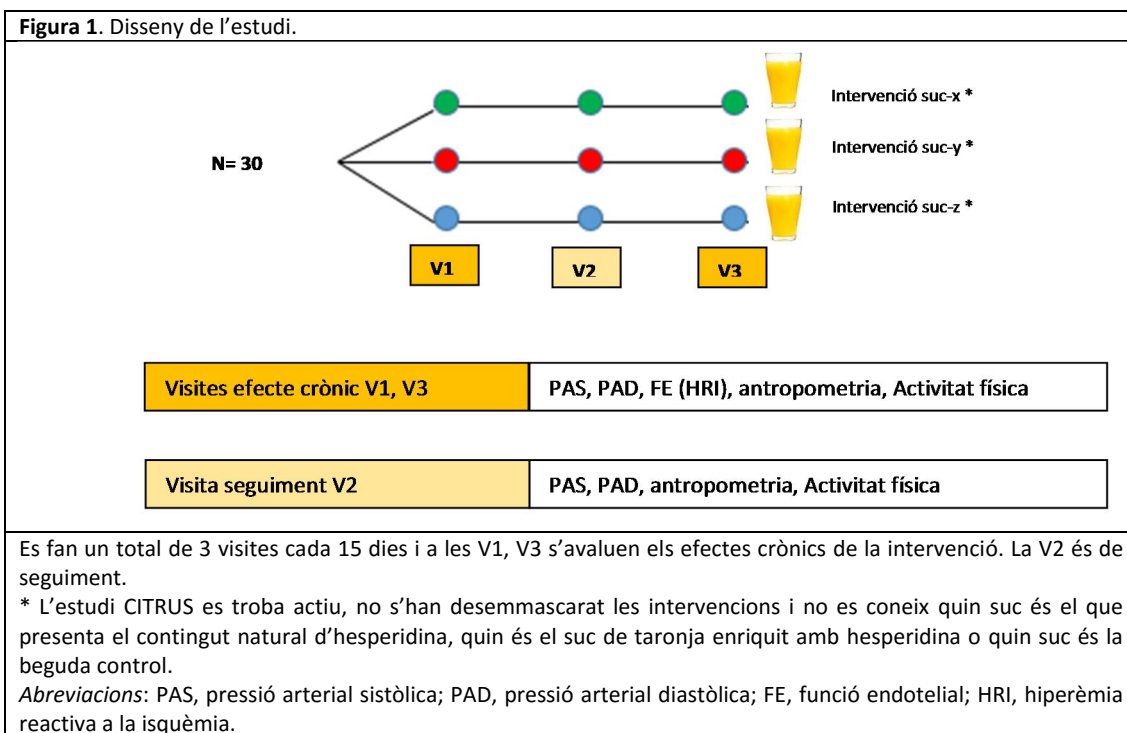 Figura 1. Disseny de l'estudi.
Intervenció suc-x *
N= 30
Intervenció suc-y *
Intervenció suc-z *
V1 V2 V3
Visites efecte crònic V1, V3 PAS, PAD, FE (HRI), antropometria, Activitat física
Visita seguiment V2 PAS, PAD, antropometria, Activitat física
Es fan un total de 3 visites cada 15 dies i a les V1, V3 s'avaluen els efectes crònics de la intervenció. La V2 és de
seguiment.
* L'estudi CITRUS es troba actiu, no s'han desemmascarat les intervencions i no es coneix quin suc és el que
presenta el contingut natural d'hesperidina, quin és el suc de taronja enriquit amb hesperidina o quin suc és la
beguda control.
Abreviacions: PAS, pressió arterial sistòlica; PAD, pressió arterial diastòlica; FE, funció endotelial; HRI, hiperèmia
reactiva a la isquèmia.